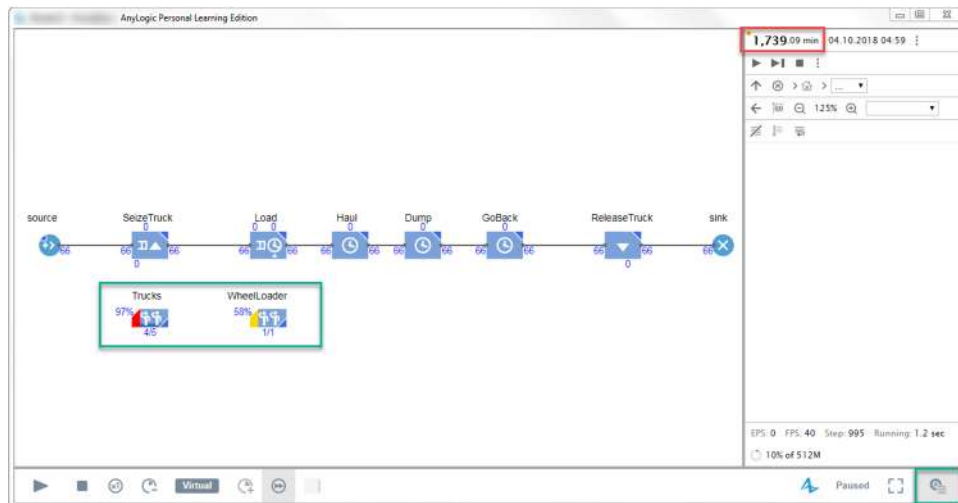 AnyLogic Personal Learning Edition
1,739.09 min 04.10.2018 04:59
...
125%
source SeizeTruck Load Haul Dump GoBack ReleaseTruck sink
0 0 0 0 0 0
66 66 66 66 66 66 66 66 66 66 66 66 66 66
0 0
Trucks WheelLoader
97% 58%
4/5 1/1
EPS: 0 FPS: 40 Step: 995 Running: 1.2 sec
10% of 512M
x1 Virtual Paused